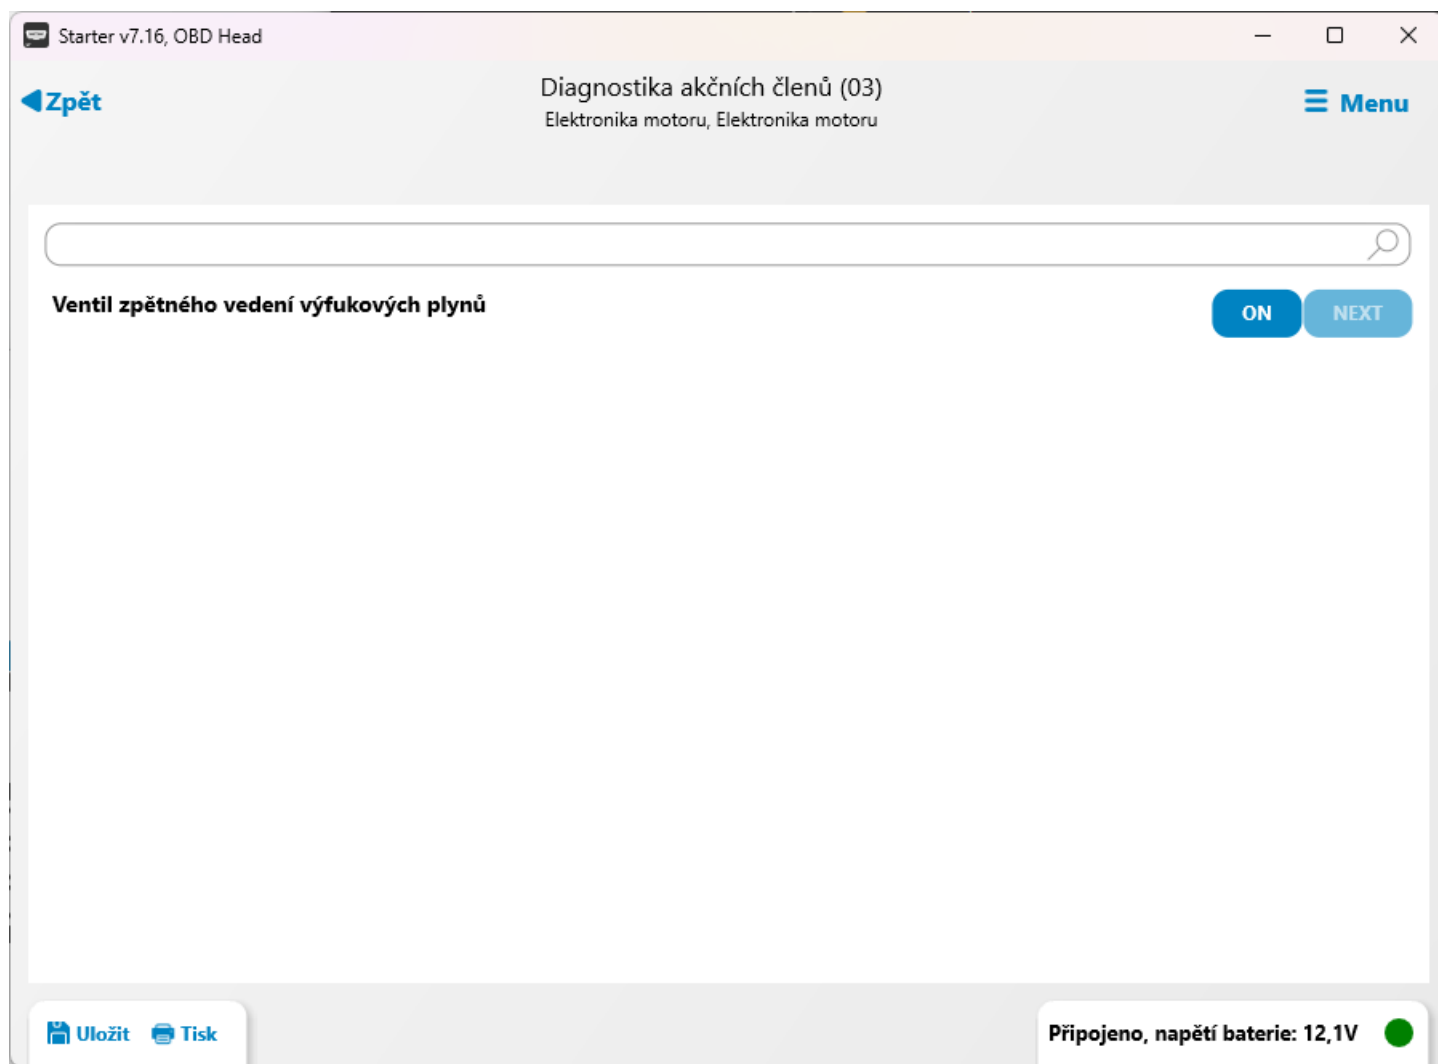 Starter v7.16, OBD Head
Zpět
Diagnostika akčních členů (03)
Elektronika motoru, Elektronika motoru
Menu
Ventil zpětného vedení výfukových plynů
ON
NEXT
Uložit
Tisk
Připojeno, napětí baterie: 12,1V